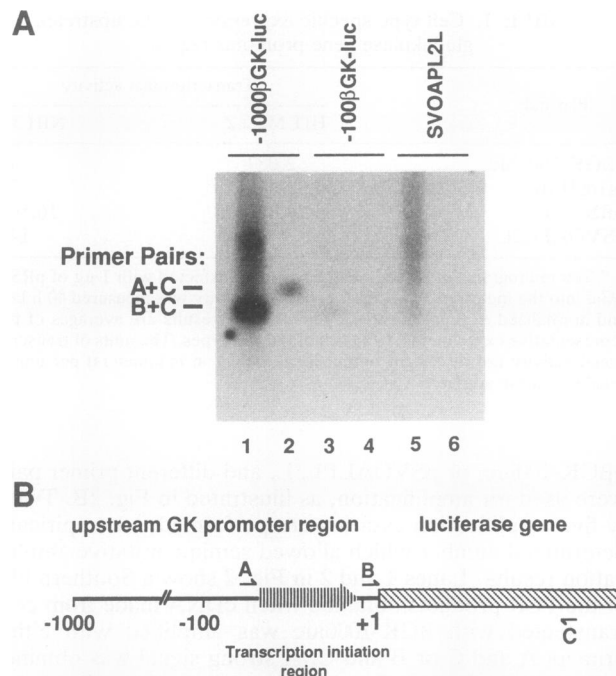 A
-1000βGK-luc
-100βGK-luc
SVOAPL2L
Primer Pairs:
A+C
B+C
1 2 3 4 5 6
B
upstream GK promoter region
luciferase gene
A
B
-1000
-100
+1
C
Transcription initiation
region